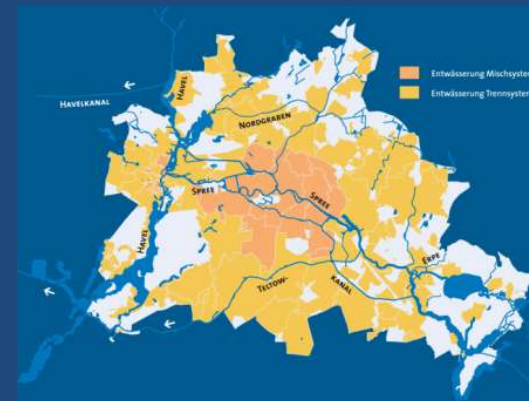 Entwässerung Mischsystem
Entwässerung Trennsystem
HAVEL
HAVELKANAL
NORDGRABEN
SPREE
SPREE
HAVEL
ERPE
TELTOW-
KANAL